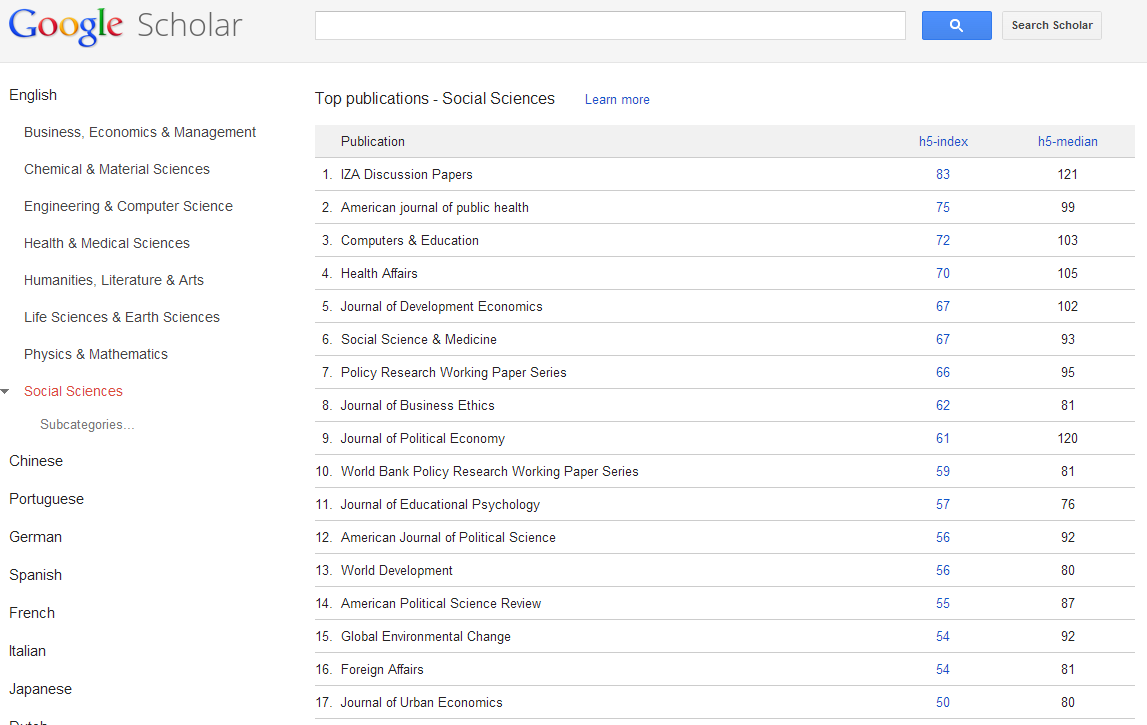 Google Scholar
Search Scholar
English
Business, Economics & Management
Chemical & Material Sciences
Engineering & Computer Science
Health & Medical Sciences
Humanities, Literature & Arts
Life Sciences & Earth Sciences
Physics & Mathematics
Social Sciences
Subcategories...
Chinese
Portuguese
German
Spanish
French
Italian
Japanese
Dutch
Top publications - Social Sciences Learn more
Publication h5-index h5-median
1. IZA Discussion Papers 83 121
2. American journal of public health 75 99
3. Computers & Education 72 103
4. Health Affairs 70 105
5. Journal of Development Economics 67 102
6. Social Science & Medicine 67 93
7. Policy Research Working Paper Series 66 95
8. Journal of Business Ethics 62 81
9. Journal of Political Economy 61 120
10. World Bank Policy Research Working Paper Series 59 81
11. Journal of Educational Psychology 57 76
12. American Journal of Political Science 56 92
13. World Development 56 80
14. American Political Science Review 55 87
15. Global Environmental Change 54 92
16. Foreign Affairs 54 81
17. Journal of Urban Economics 50 80